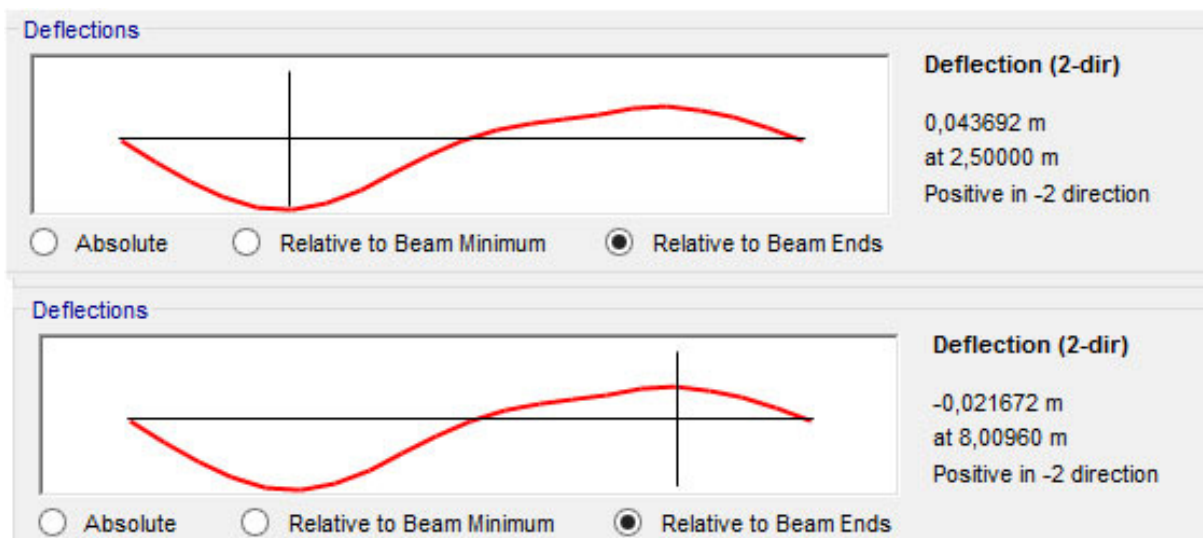 Deflections
Deflection (2-dir)
0,043692 m
at 2,50000 m
Positive in -2 direction
Absolute Relative to Beam Minimum Relative to Beam Ends
Deflections
Deflection (2-dir)
-0,021672 m
at 8,00960 m
Positive in -2 direction
Absolute Relative to Beam Minimum Relative to Beam Ends